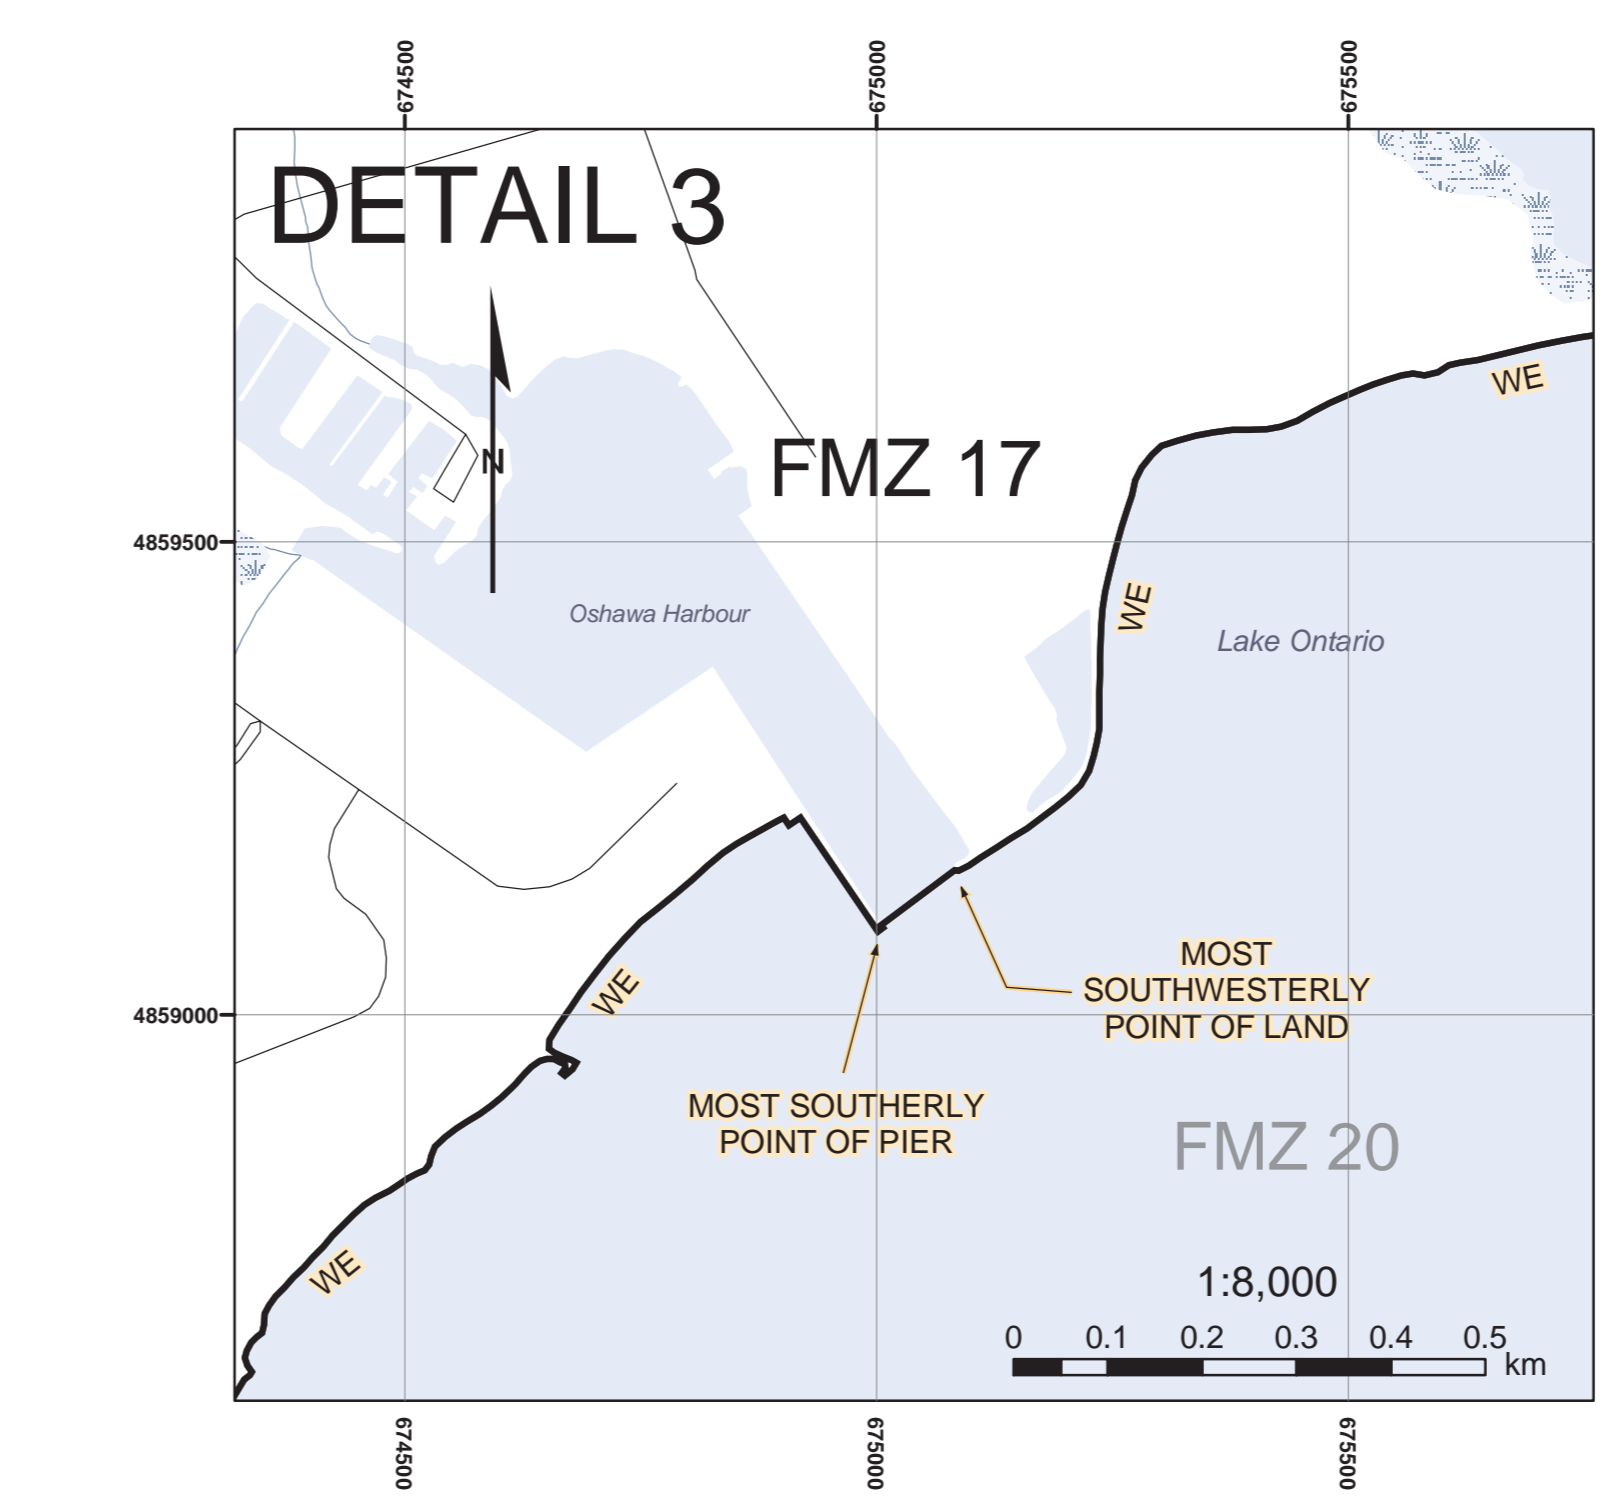 674500
675000
675500
DETAIL 3
WE
N
FMZ 17
4859500
WE
Oshawa Harbour
Lake Ontario
MOST
SOUTHWESTERLY
POINT OF LAND
WE
4859000
MOST SOUTHERLY
POINT OF PIER
FMZ 20
WE
1:8,000
0 0.1 0.2 0.3 0.4 0.5
km
674500
675000
675500